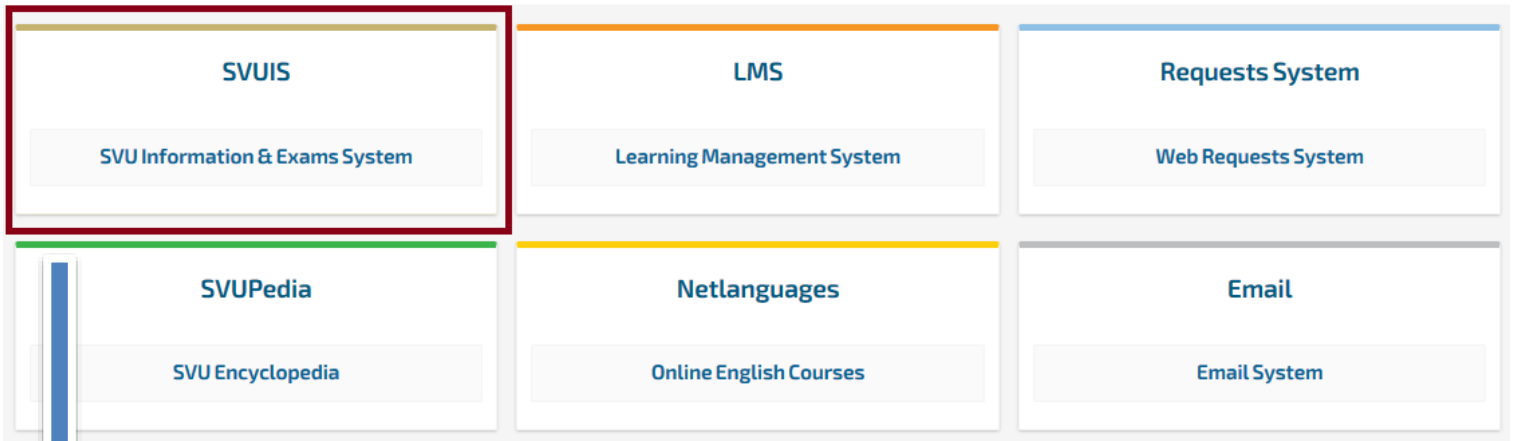 SVUIS
SVU Information & Exams System
LMS
Learning Management System
Requests System
Web Requests System
SVUPedia
SVU Encyclopedia
Netlanguages
Online English Courses
Email
Email System